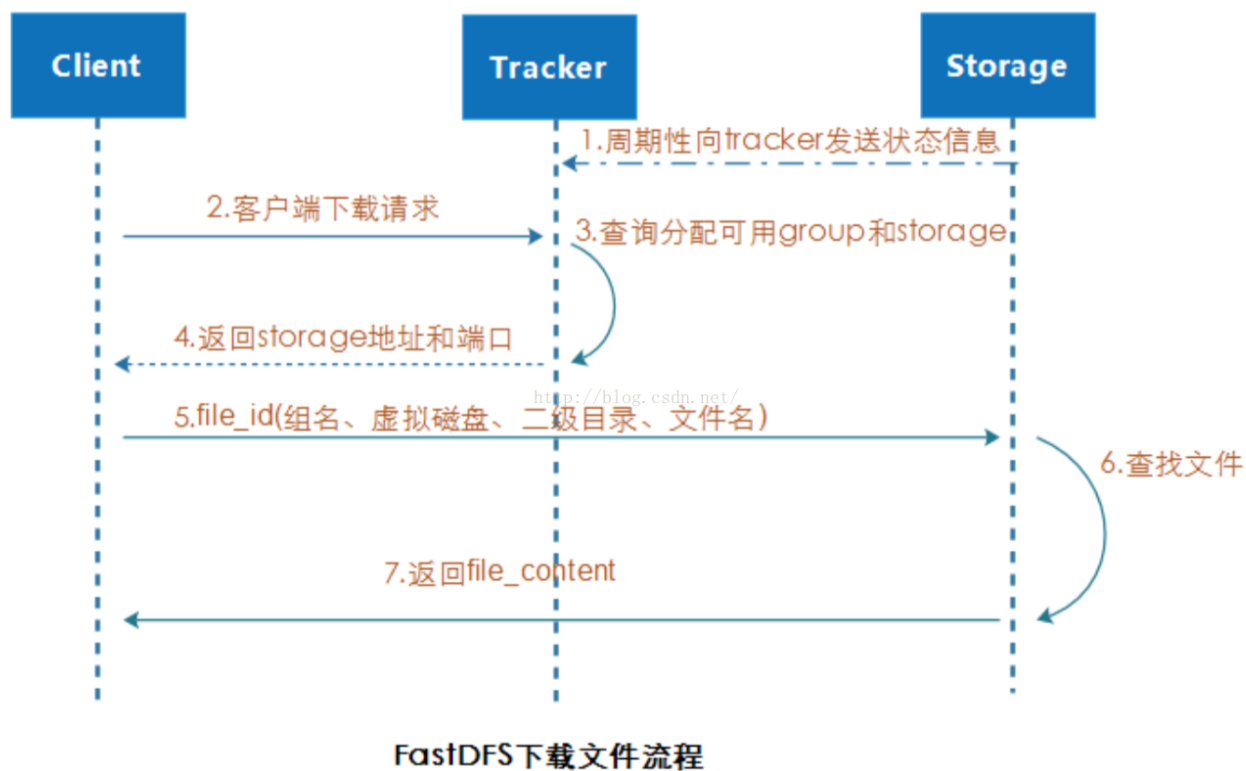 Client
Tracker
Storage
1.周期性向tracker发送状态信息
2.客户端下载请求
3.查询分配可用group和storage
4.返回storage地址和端口
http://blog.csdn.net/
5.file_id(组名、虚拟磁盘、二级目录、文件名)
6.查找文件
7.返回file_content
FastDFS下载文件流程